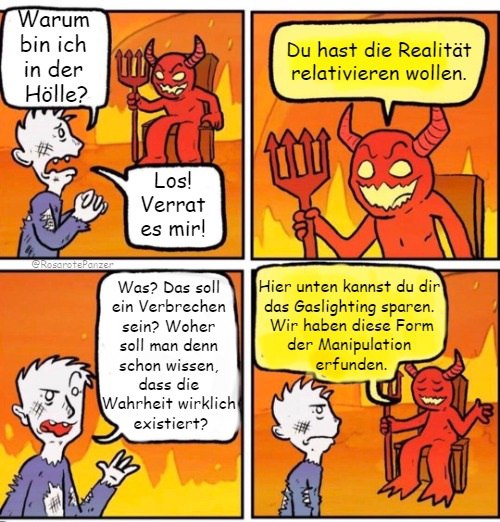 Warum
bin ich
in der
Hölle?
Los!
Verrat
es mir!
Du hast die Realität
relativieren wollen.
@RosarotePanzer
Was? Das soll
ein Verbrechen
sein? Woher
soll man denn
schon wissen,
dass die
Wahrheit wirklich
existiert?
Hier unten kannst du dir
das Gaslighting sparen.
Wir haben diese Form
der Manipulation
erfunden.